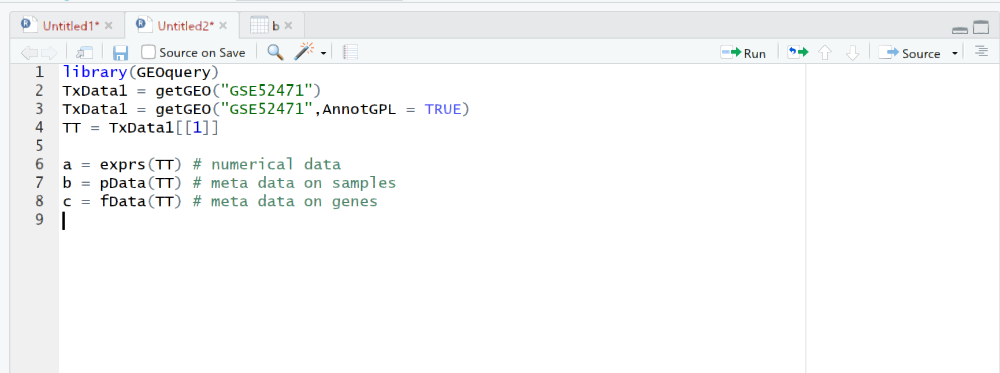 Untitled1* Untitled2* b
Source on Save Run Source
1 library(GEOquery)
2 TxData1 = getGEO("GSE52471")
3 TxData1 = getGEO("GSE52471",AnnotGPL = TRUE)
4 TT = TxData1[[1]]
5
6 a = exprs(TT) # numerical data
7 b = pData(TT) # meta data on samples
8 c = fData(TT) # meta data on genes
9